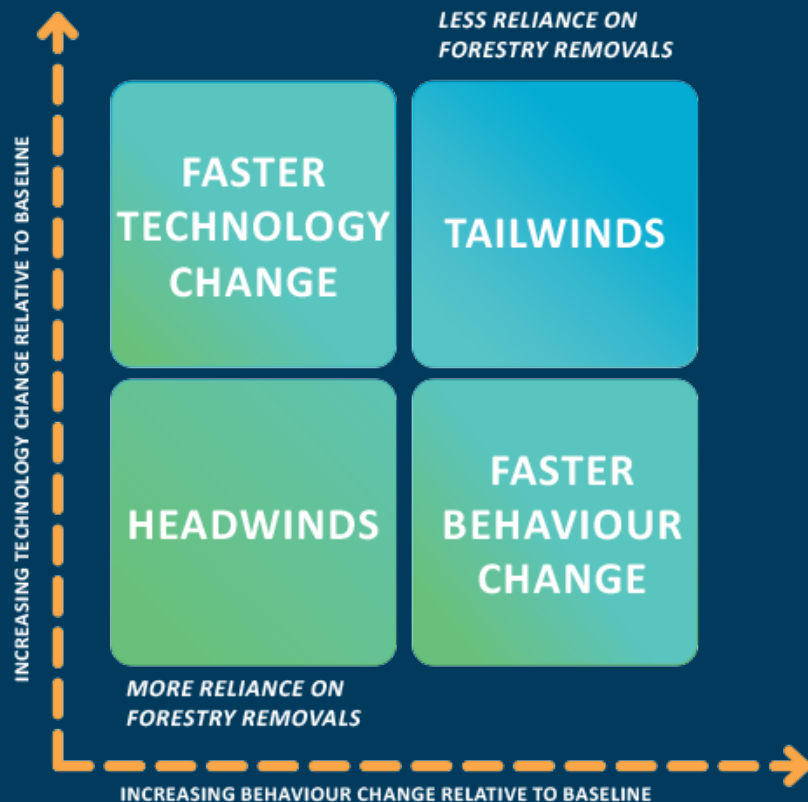 LESS RELIANCE ON
FORESTRY REMOVALS
INCREASING TECHNOLOGY CHANGE RELATIVE TO BASELINE
FASTER
TECHNOLOGY
CHANGE
TAILWINDS
HEADWINDS
FASTER
BEHAVIOUR
CHANGE
MORE RELIANCE ON
FORESTRY REMOVALS
INCREASING BEHAVIOUR CHANGE RELATIVE TO BASELINE